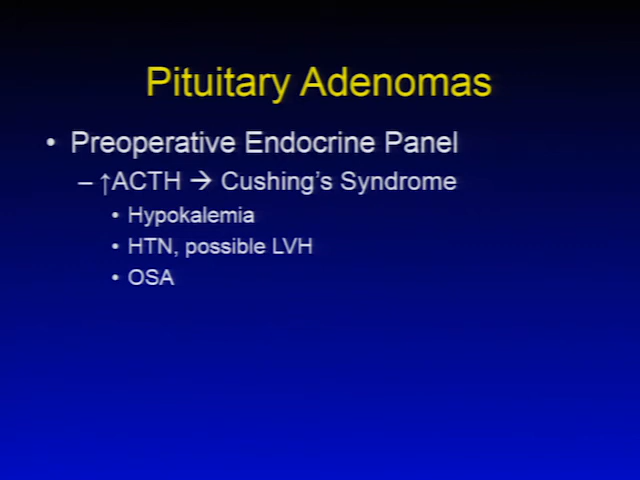 Pituitary Adenomas
• Preoperative Endocrine Panel
– ↑ACTH → Cushing's Syndrome
• Hypokalemia
• HTN, possible LVH
• OSA